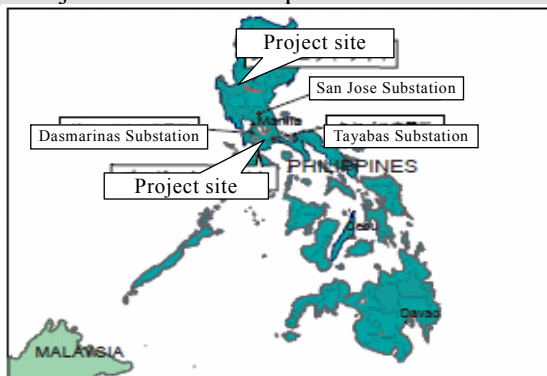 Project site
San Jose Substation
Manila
Dasmarinas Substation
Tayabas Substation
PHILIPPINES
Project site
Cebu
Davao
MALAYSIA